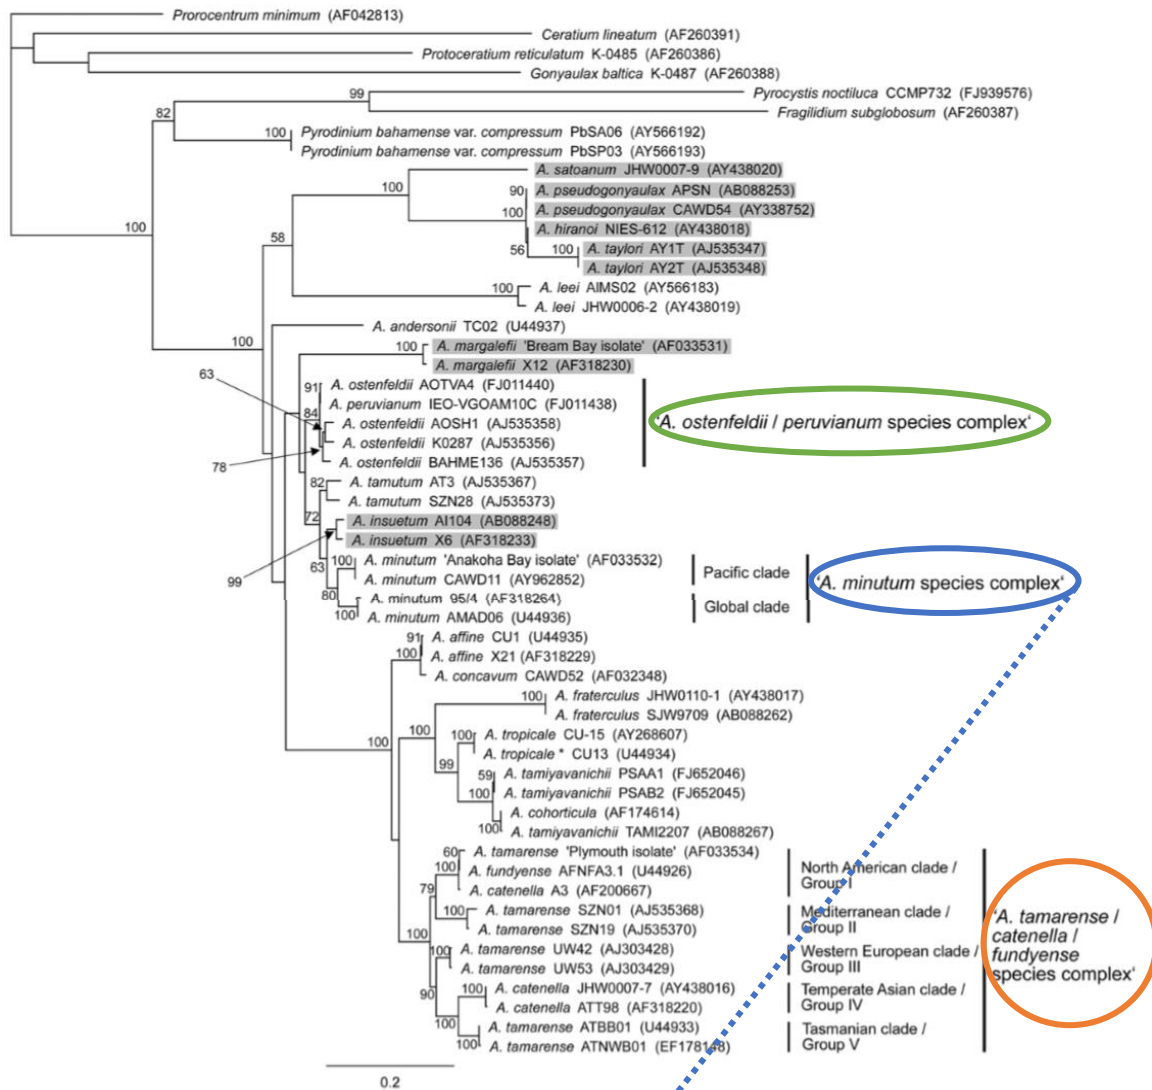 Prorocentrum minimum (AF042813)
Ceratium lineatum (AF260391)
Protoceratium reticulatum K-0485 (AF260386)
Gonyaulax baltica K-0487 (AF260388)
99
Pyrocystis noctiluca CCMP732 (FJ939576)
82
Fragilidium subglobosum (AF260387)
100
Pyrodinium bahamense var. compressum PbSA06 (AY566192)
Pyrodinium bahamense var. compressum PbSP03 (AY566193)
A. satoanum JHW0007-9 (AY438020)
100
90
A. pseudogonyaulax APSN (AB088253)
100
A. pseudogonyaulax CAWD54 (AY338752)
100
58
A. hiranoi NIES-612 (AY438018)
56
100
A. taylori AY1T (AJ535347)
A. taylori AY2T (AJ535348)
100
A. leei AIMS02 (AY566183)
A. leei JHW0006-2 (AY438019)
A. andersonii TC02 (U44937)
100
100
A. margalefii 'Bream Bay isolate' (AF033531)
A. margalefii X12 (AF318230)
63
91
A. ostenfeldii AOTVA4 (FJ011440)
A. peruvianum IEO-VGOAM10C (FJ011438)
84
A. ostenfeldii AOSH1 (AJ535358)
'A. ostenfeldii / peruvianum species complex'
A. ostenfeldii K0287 (AJ535356)
78
A. ostenfeldii BAHME136 (AJ535357)
82
A. tamutum AT3 (AJ535367)
A. tamutum SZN28 (AJ535373)
72
A. insuetum AI104 (AB088248)
A. insuetum X6 (AF318233)
99
63
100
A. minutum 'Anakoha Bay isolate' (AF033532)
Pacific clade
A. minutum CAWD11 (AY962852)
'A. minutum species complex'
80
A. minutum 95/4 (AF318264)
Global clade
100
A. minutum AMAD06 (U44936)
91
A. affine CU1 (U44935)
100
A. affine X21 (AF318229)
A. concavum CAWD52 (AF032348)
100
A. fraterculus JHW0110-1 (AY438017)
A. fraterculus SJW9709 (AB088262)
100
100
100
A. tropicale CU-15 (AY268607)
A. tropicale * CU13 (U44934)
99
59
A. tamiyavanichii PSAA1 (FJ652046)
A. tamiyavanichii PSAB2 (FJ652045)
100
A. cohorticula (AF174614)
100
A. tamiyavanichii TAMI2207 (AB088267)
60
A. tamarense 'Plymouth isolate' (AF033534)
100
A. fundyense AFNFA3.1 (U44926)
North American clade /
Group I
79
A. catenella A3 (AF200667)
100
A. tamarense SZN01 (AJ535368)
Mediterranean clade /
Group II
A. tamarense SZN19 (AJ535370)
100
100
A. tamarense UW42 (AJ303428)
Western European clade /
Group III
A. tamarense UW53 (AJ303429)
90
100
A. catenella JHW0007-7 (AY438016)
Temperate Asian clade /
Group IV
A. catenella ATT98 (AF318220)
100
A. tamarense ATBB01 (U44933)
Tasmanian clade /
Group V
100
A. tamarense ATNWB01 (EF178148)
'A. tamarense /
catenella /
fundyense
species complex'
0.2